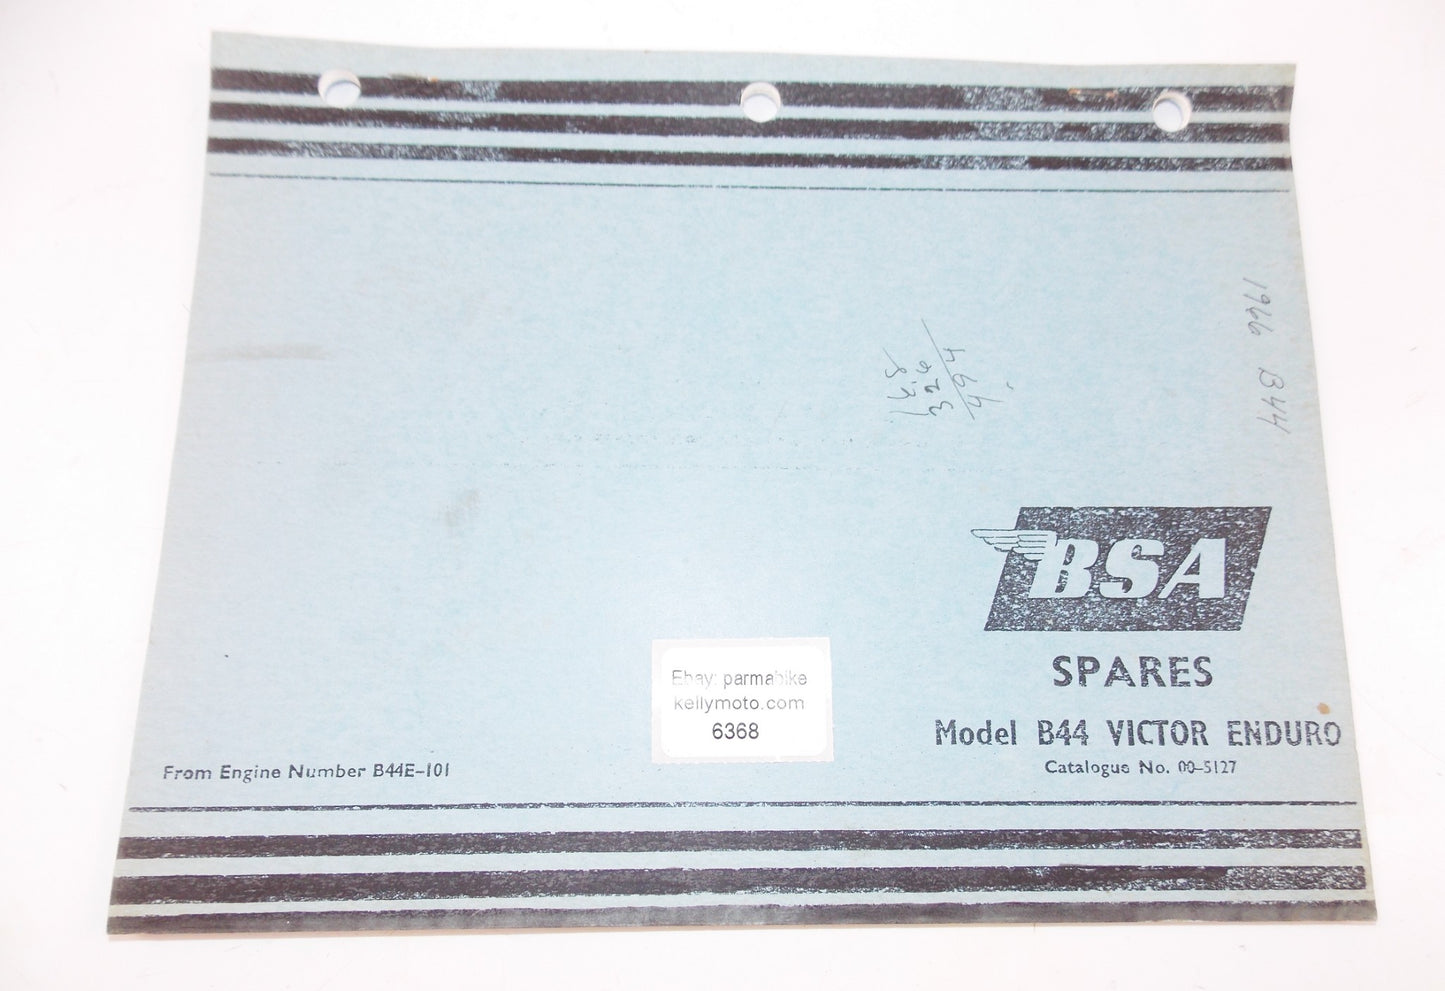 1966 B44
BSA
SPARES
Model B44 VICTOR ENDURO
Catalogue No. 00-5127
From Engine Number B44E-101
Ebay: parmabike
kellymoto.com
6368